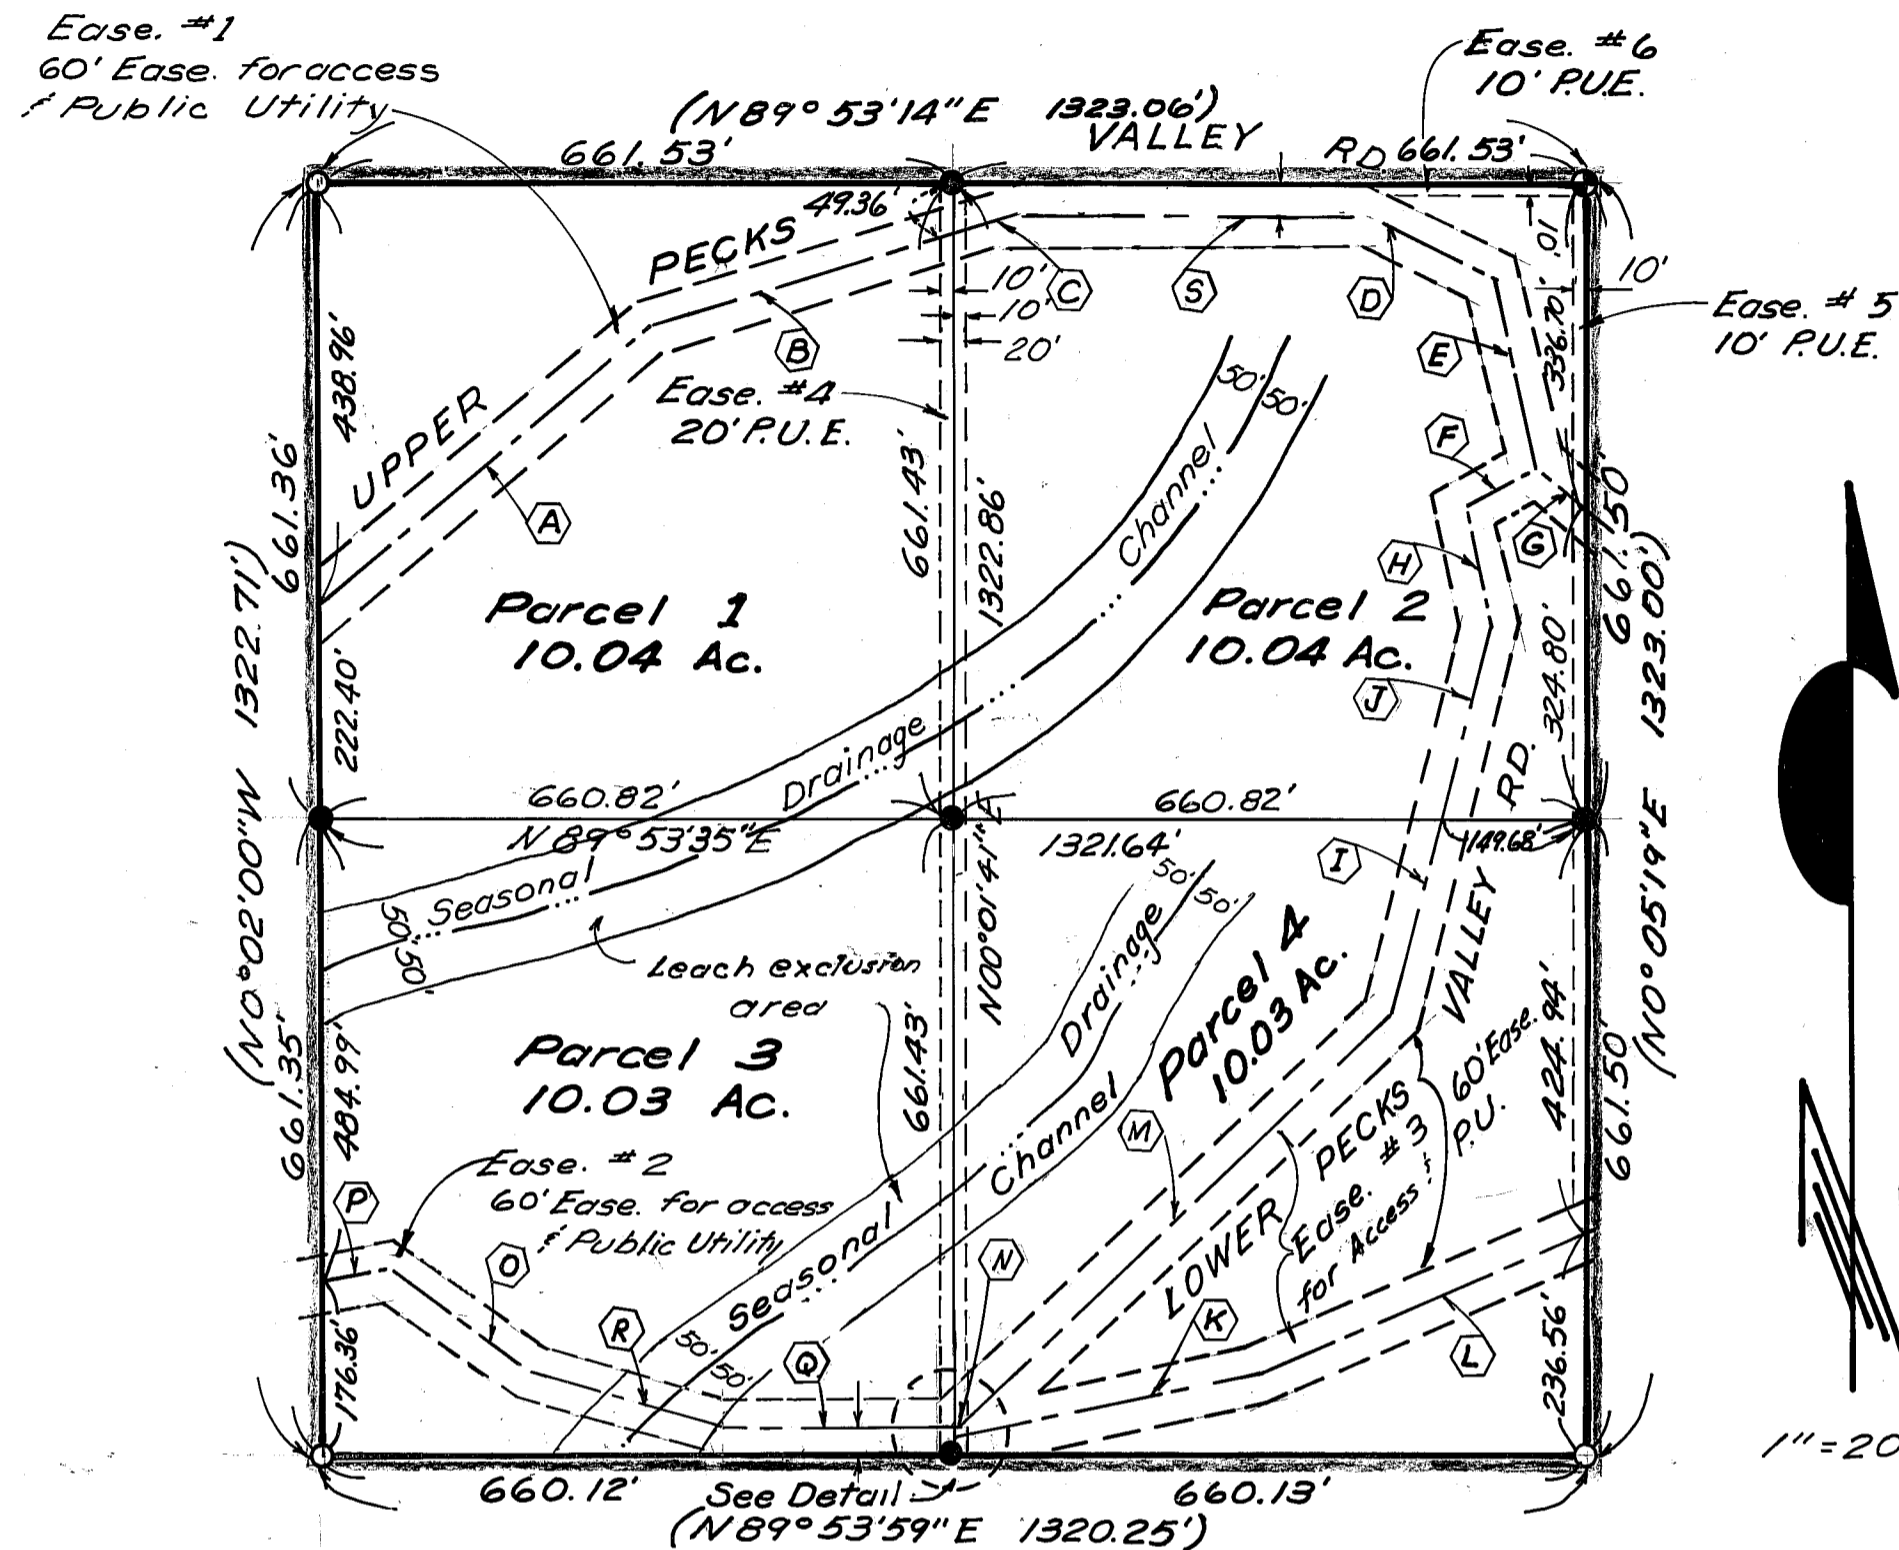 Ease. #1
60' Ease. for access
& Public Utility
Ease. #6
10' P.U.E.
(N 89° 53' 14" E 1323.06')
VALLEY RD.
661.53'
661.53'
49.36'
PECKS
UPPER
10'
10'
20'
C
S
D
10'
10'
Ease. #5
10' P.U.E.
B
E
336.70'
438.96'
Ease. #4
20' P.U.E.
50'
50'
F
A
661.36'
661.43'
1322.86'
Channel
G
H
661.50'
(N 0° 02' 00" W 1322.71')
(N 0° 05' 19" E 1323.00')
Parcel 1
10.04 Ac.
Parcel 2
10.04 Ac.
222.40'
J
324.80'
Drainage
RD.
660.82'
660.82'
N 89° 53' 35" E
1321.64'
149.68'
I
Seasonal
50'
50'
50'
50'
N00°01'41"E
VALLEY
Leach exclusion
area
Drainage
Parcel 4
10.03 Ac.
661.35'
484.99'
Parcel 3
10.03 Ac.
661.43'
424.94'
661.50'
Channel
M
PECKS
LOWER
Ease. #3 60' Ease.
for Access & P.U.
P
Ease. #2
60' Ease. for access
& Public Utility
O
Seasonal
N
R
50'
50'
Q
K
L
176.36'
236.56'
1" = 20
660.12'
See Detail
660.13'
(N 89° 53' 59" E 1320.25')